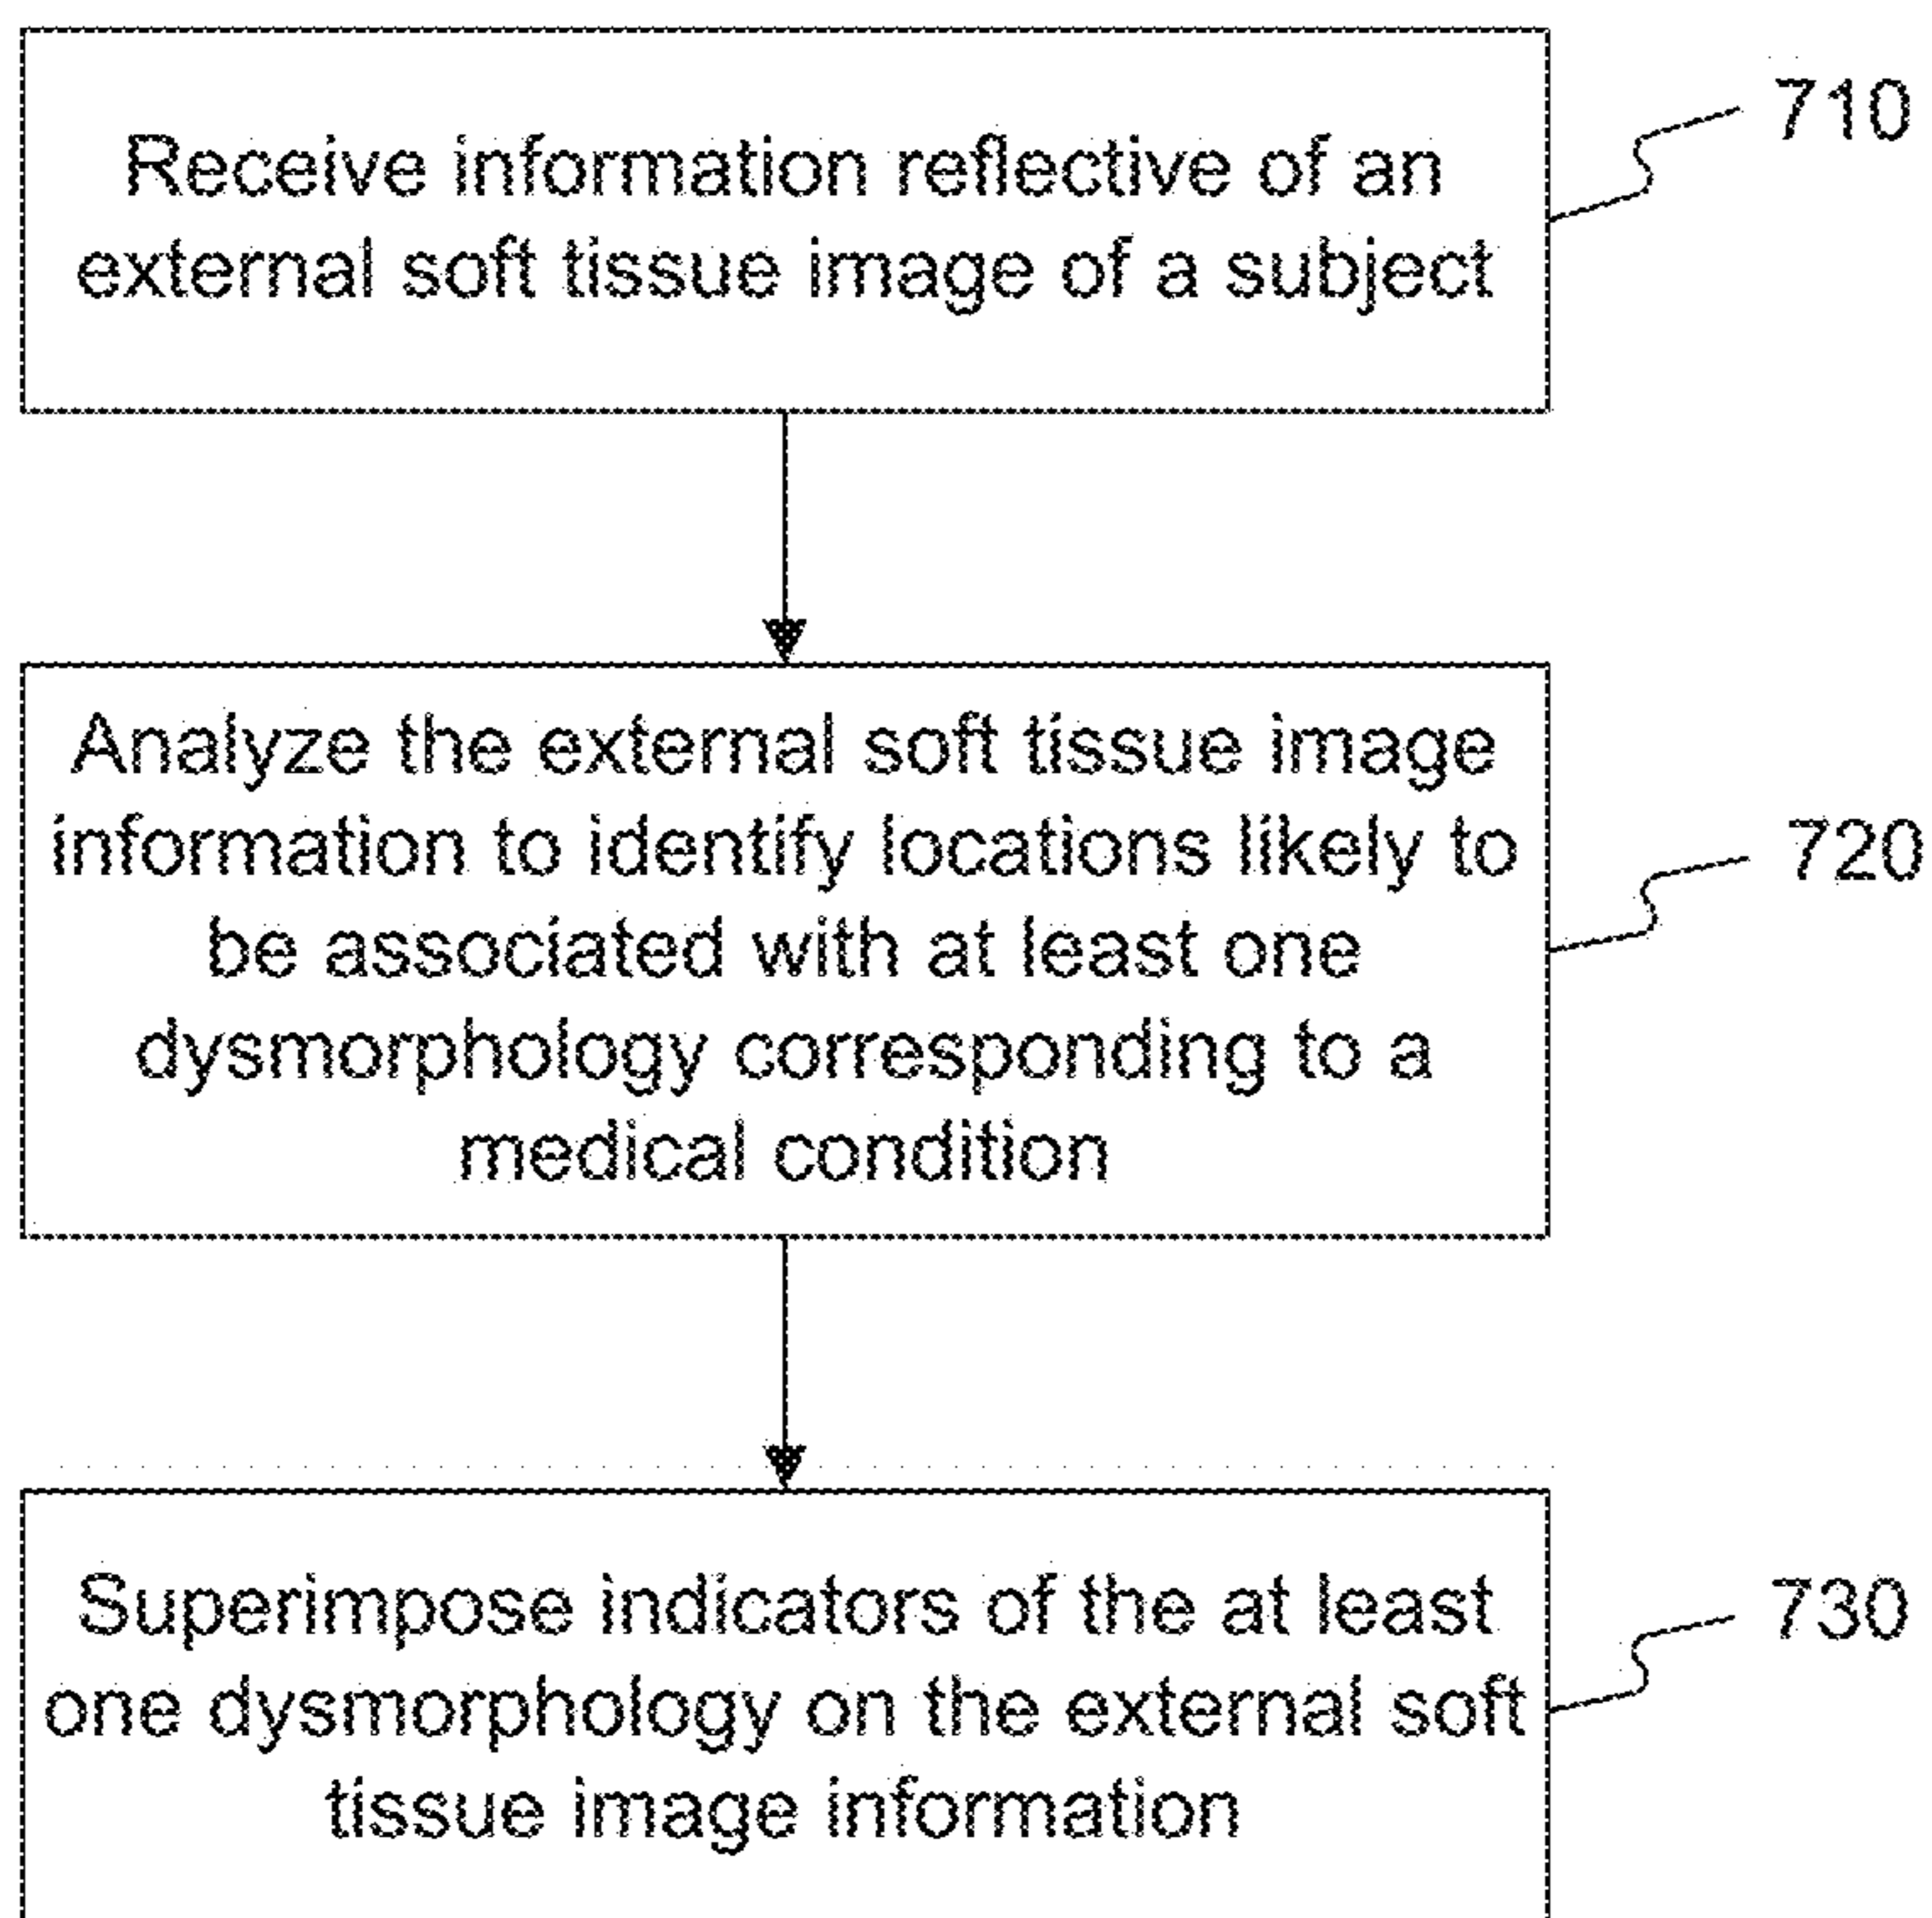 Receive information reflective of an
external soft tissue image of a subject
710
Analyze the external soft tissue image
information to identify locations likely to
be associated with at least one
dysmorphology corresponding to a
medical condition
720
Superimpose indicators of the at least
one dysmorphology on the external soft
tissue image information
730